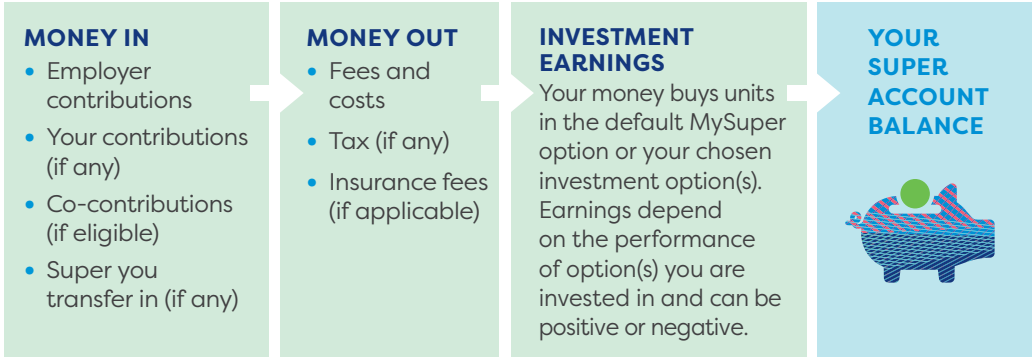 MONEY IN
• Employer
contributions
• Your contributions
(if any)
• Co-contributions
(if eligible)
• Super you
transfer in (if any)
MONEY OUT
• Fees and
costs
• Tax (if any)
• Insurance fees
(if applicable)
INVESTMENT
EARNINGS
Your money buys units
in the default MySuper
option or your chosen
investment option(s).
Earnings depend
on the performance
of option(s) you are
invested in and can be
positive or negative.
YOUR
SUPER
ACCOUNT
BALANCE